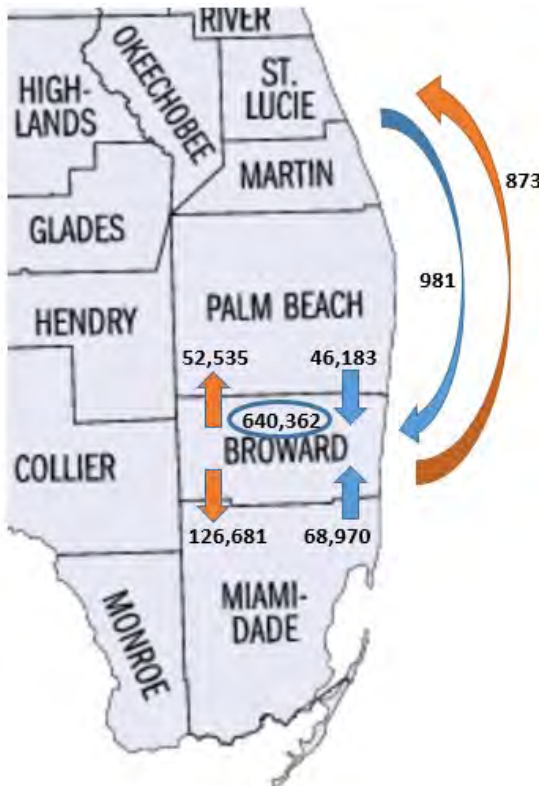 RIVER
OKEECHOBEE
ST.
LUCIE
HIGH-
LANDS
MARTIN
873
GLADES
981
PALM BEACH
HENDRY
52,535
46,183
640,362
BROWARD
COLLIER
126,681
68,970
MIAMI-
DADE
MONROE